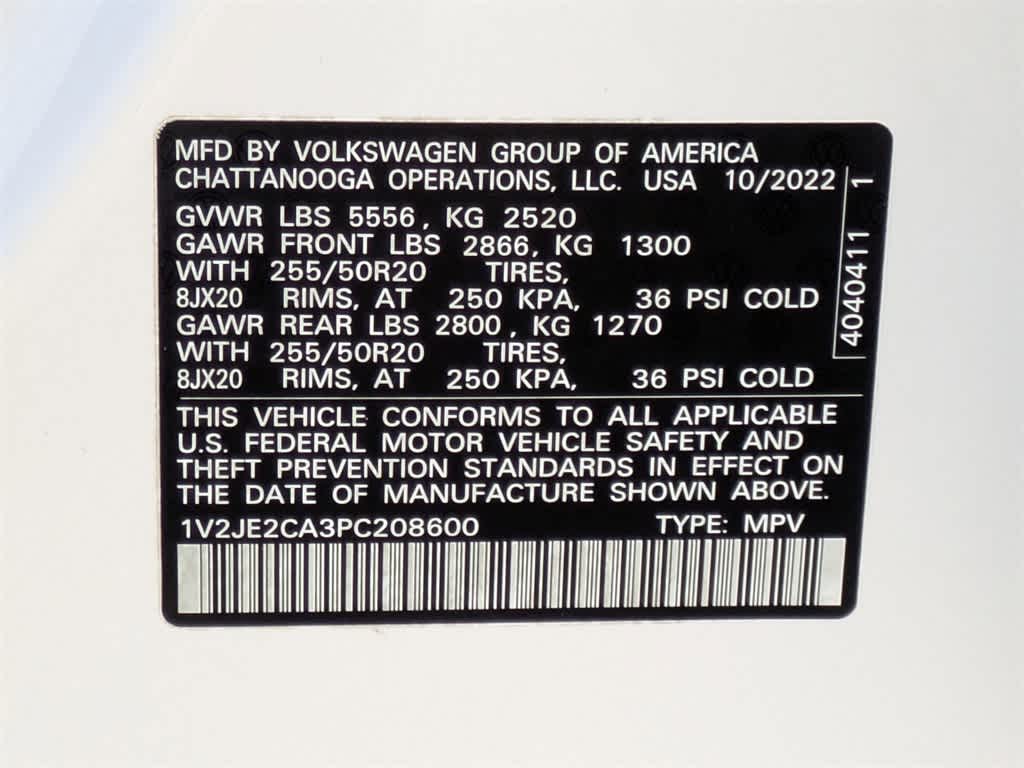 MFD BY VOLKSWAGEN GROUP OF AMERICA
CHATTANOOGA OPERATIONS, LLC. USA 10/2022
GVWR LBS 5556, KG 2520
GAWR FRONT LBS 2866, KG 1300
WITH 255/50R20 TIRES,
8JX20 RIMS, AT 250 KPA, 36 PSI COLD
GAWR REAR LBS 2800, KG 1270
WITH 255/50R20 TIRES,
8JX20 RIMS, AT 250 KPA, 36 PSI COLD
THIS VEHICLE CONFORMS TO ALL APPLICABLE
U.S. FEDERAL MOTOR VEHICLE SAFETY AND
THEFT PREVENTION STANDARDS IN EFFECT ON
THE DATE OF MANUFACTURE SHOWN ABOVE.
1V2JE2CA3PC208600 TYPE: MPV
4040411 1